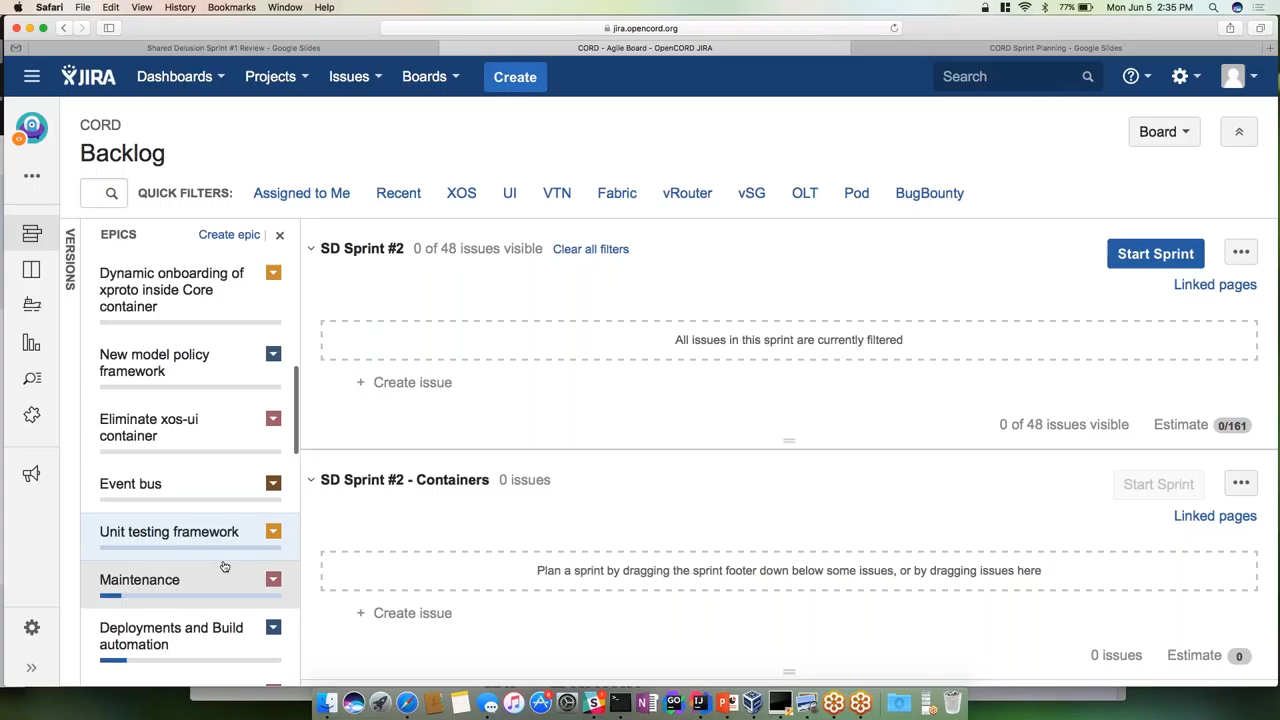 Safari File Edit View History Bookmarks Window Help 77% Mon Jun 5 2:35 PM
jira.opencord.org
Shared Delusion Sprint #1 Review - Google Slides CORD - Agile Board - OpenCORD JIRA CORD Sprint Planning - Google Slides
JIRA Dashboards Projects Issues Boards Create Search
CORD
Backlog
Board
QUICK FILTERS: Assigned to Me Recent XOS UI VTN Fabric vRouter vSG OLT Pod BugBounty
VERSIONS
EPICS Create epic
Dynamic onboarding of
xproto inside Core
container
New model policy
framework
Eliminate xos-ui
container
Event bus
Unit testing framework
Maintenance
Deployments and Build
automation
SD Sprint #2 0 of 48 issues visible Clear all filters
Start Sprint
Linked pages
All issues in this sprint are currently filtered
+ Create issue
0 of 48 issues visible Estimate 0/161
SD Sprint #2 - Containers 0 issues
Start Sprint
Linked pages
Plan a sprint by dragging the sprint footer down below some issues, or by dragging issues here
+ Create issue
0 issues Estimate 0